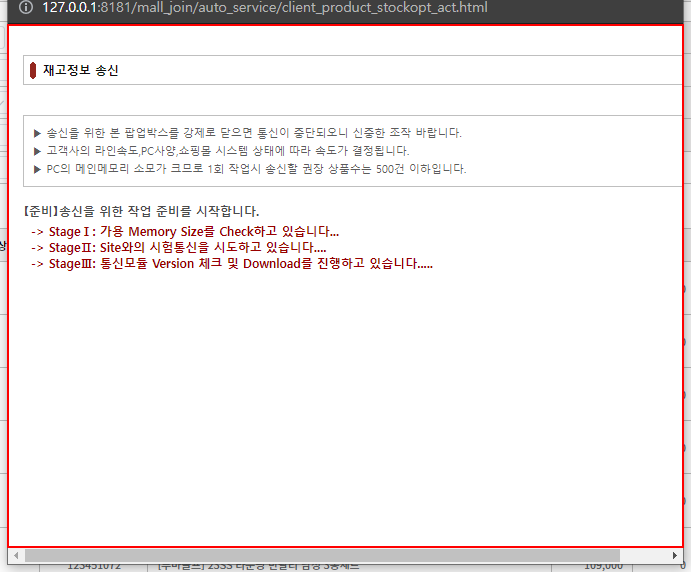 127.0.0.1:8181/mall_join/auto_service/client_product_stockopt_act.html
재고정보 송신
▶ 송신을 위한 본 팝업박스를 강제로 닫으면 통신이 중단되오니 신중한 조작 바랍니다.
▶ 고객사의 라인속도,PC사양,쇼핑몰 시스템 상태에 따라 속도가 결정됩니다.
▶ PC의 메인메모리 소모가 크므로 1회 작업시 송신할 권장 상품수는 500건 이하입니다.
[준비]송신을 위한 작업 준비를 시작합니다.
-> StageⅠ: 가용 Memory Size를 Check하고 있습니다...
-> StageⅡ: Site와의 시험통신을 시도하고 있습니다....
-> StageⅢ: 통신모듈 Version 체크 및 Download를 진행하고 있습니다.....